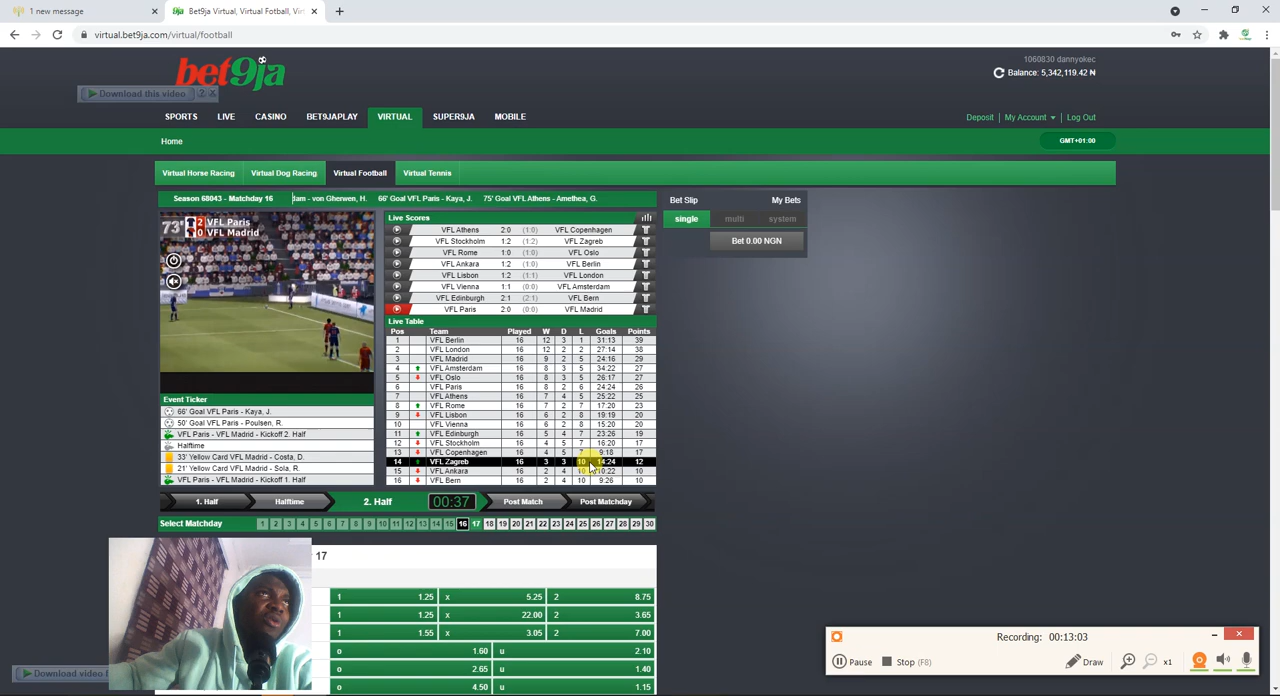 1 new message
Bet9ja Virtual, Virtual Fotball, Vir
virtual.bet9ja.com/virtual/football
bet9ja
Download this video ? X
1060830 dannyokec
Balance: 5,342,119.42 ₦
SPORTS LIVE CASINO BET9JAPLAY VIRTUAL SUPER9JA MOBILE
Deposit | My Account | Log Out
Home
GMT+01:00
Virtual Horse Racing Virtual Dog Racing Virtual Football Virtual Tennis
Season 68043 - Matchday 16 dam - von Gherwen, H. 66' Goal VFL Paris - Kaya, J. 75' Goal VFL Athens - Amethea, G.
73' 2 VFL Paris
0 VFL Madrid
Live Scores
VFL Athens 2:0 (1:0) VFL Copenhagen
VFL Stockholm 1:2 (1:2) VFL Zagreb
VFL Rome 1:0 (1:0) VFL Oslo
VFL Ankara 1:2 (1:2) VFL Berlin
VFL Lisbon 1:2 (1:1) VFL London
VFL Vienna 1:1 (0:0) VFL Amsterdam
VFL Edinburgh 2:1 (2:1) VFL Bern
VFL Paris 2:0 (0:0) VFL Madrid
Live Table
Pos Team Played W D L Goals Points
1 VFL Berlin 16 12 3 1 31:13 39
2 VFL London 16 12 2 2 27:14 38
3 VFL Madrid 16 9 2 5 24:16 29
4 VFL Amsterdam 16 8 3 5 34:22 27
5 VFL Oslo 16 8 3 5 26:17 27
6 VFL Paris 16 8 2 6 24:24 26
7 VFL Athens 16 7 4 5 25:22 25
8 VFL Rome 16 7 2 7 17:20 23
9 VFL Lisbon 16 6 2 8 19:19 20
10 VFL Vienna 16 6 2 8 15:20 20
11 VFL Edinburgh 16 5 4 7 23:26 19
12 VFL Stockholm 16 4 5 7 16:20 17
13 VFL Copenhagen 16 4 5 7 9:18 17
14 VFL Zagreb 16 3 3 10 14:24 12
15 VFL Ankara 16 2 4 10 10:22 10
16 VFL Bern 16 2 4 10 9:26 10
Event Ticker
66' Goal VFL Paris - Kaya, J.
50' Goal VFL Paris - Poulsen, R.
VFL Paris - VFL Madrid - Kickoff 2. Half
Halftime
33' Yellow Card VFL Madrid - Costa, D.
21' Yellow Card VFL Madrid - Sola, R.
VFL Paris - VFL Madrid - Kickoff 1. Half
1. Half Halftime 2. Half 00:37 Post Match Post Matchday
Select Matchday 1 2 3 4 5 6 7 8 9 10 11 12 13 14 15 16 17 18 19 20 21 22 23 24 25 26 27 28 29 30
17
1 1.25 x 5.25 2 8.75
1 1.25 x 22.00 2 3.65
1 1.55 x 3.05 2 7.00
o 1.60 u 2.10
o 2.65 u 1.40
o 4.50 u 1.15
Bet Slip My Bets
single multi system
Bet 0.00 NGN
Download video f
Recording: 00:13:03
Pause Stop (F8) Draw x1